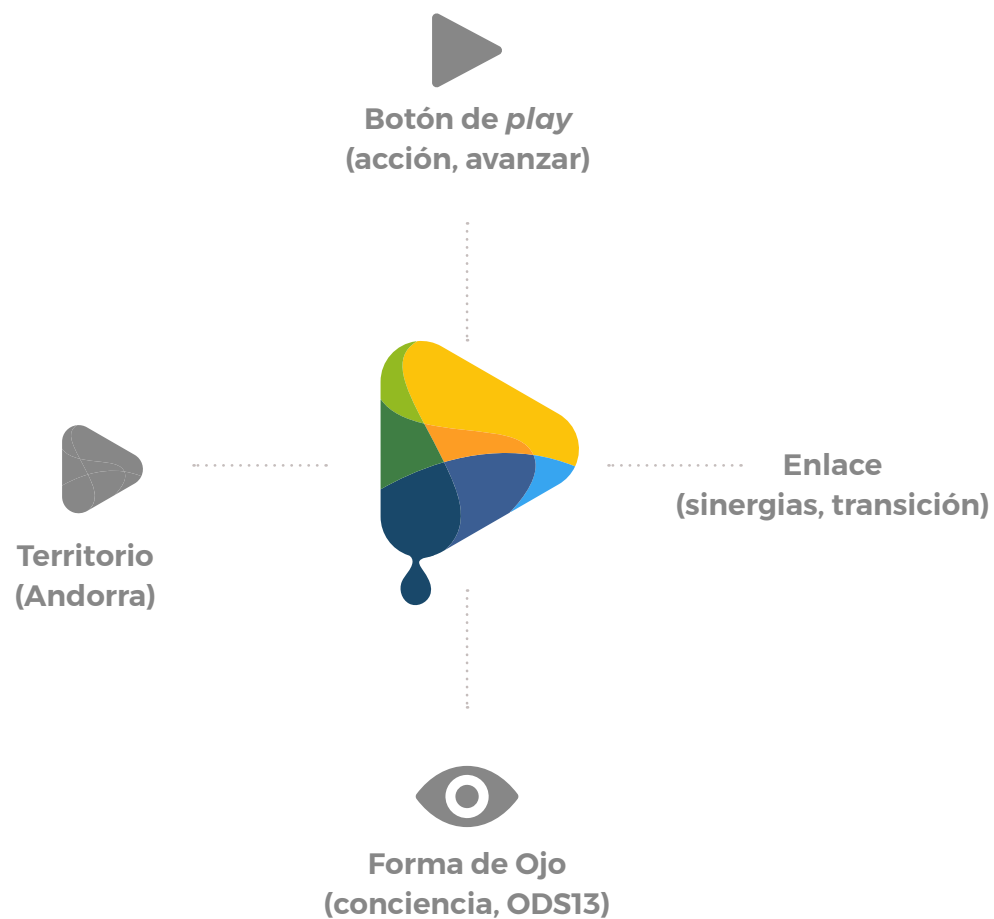 Botón de play
(acción, avanzar)
Enlace
(sinergias, transición)
Territorio
(Andorra)
Forma de Ojo
(conciencia, ODS13)